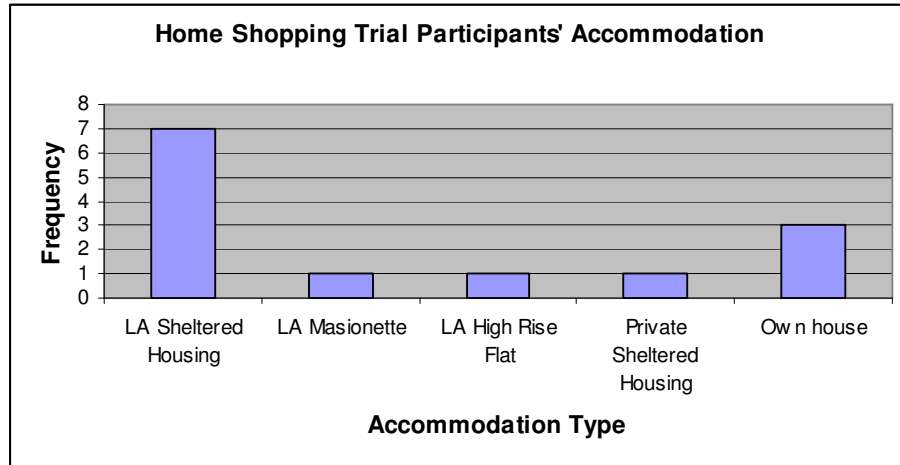 Home Shopping Trial Participants' Accommodation
8
7
6
5
4
3
2
1
0
Frequency
LA Sheltered
Housing
LA Masionette
LA High Rise
Flat
Private
Sheltered
Housing
Own house
Accommodation Type